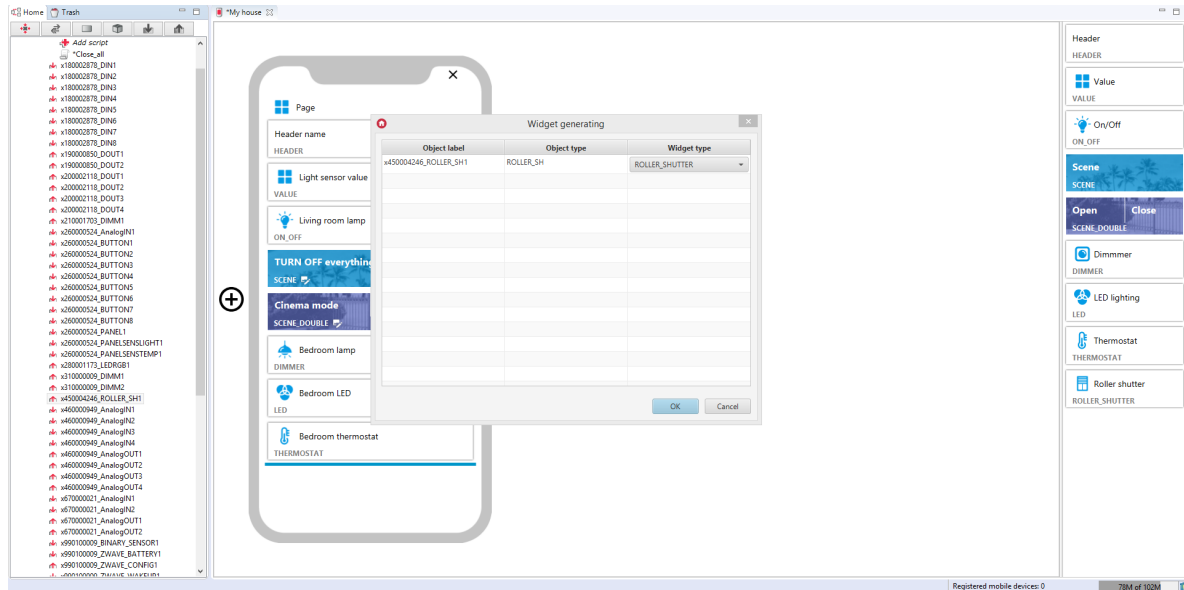 Home
Trash
*My house
Add script
*Close_all
x180002878_DIN1
x180002878_DIN2
x180002878_DIN3
x180002878_DIN4
x180002878_DIN5
x180002878_DIN6
x180002878_DIN7
x180002878_DIN8
x190000850_DOUT1
x190000850_DOUT2
x200002118_DOUT1
x200002118_DOUT2
x200002118_DOUT3
x200002118_DOUT4
x210001703_DIMM1
x260000524_AnalogIN1
x260000524_BUTTON1
x260000524_BUTTON2
x260000524_BUTTON3
x260000524_BUTTON4
x260000524_BUTTON5
x260000524_BUTTON6
x260000524_BUTTON7
x260000524_BUTTON8
x260000524_PANEL1
x260000524_PANELSENSLIGHT1
x260000524_PANELSENSTEMP1
x280001173_LEDRGB1
x310000009_DIMM1
x310000009_DIMM2
x450004246_ROLLER_SH1
x460000949_AnalogIN1
x460000949_AnalogIN2
x460000949_AnalogIN3
x460000949_AnalogIN4
x460000949_AnalogOUT1
x460000949_AnalogOUT2
x460000949_AnalogOUT3
x460000949_AnalogOUT4
x670000021_AnalogIN1
x670000021_AnalogIN2
x670000021_AnalogOUT1
x670000021_AnalogOUT2
x990100009_BINARY_SENSOR1
x990100009_ZWAVE_BATTERY1
x990100009_ZWAVE_CONFIG1
x990100009_ZWAVE_WAKEUP1
Page
Header name
HEADER
Light sensor value
VALUE
Living room lamp
ON_OFF
TURN OFF everything
SCENE
Cinema mode
SCENE_DOUBLE
Bedroom lamp
DIMMER
Bedroom LED
LED
Bedroom thermostat
THERMOSTAT
Widget generating
Object label Object type Widget type
x450004246_ROLLER_SH1 ROLLER_SH ROLLER_SHUTTER
OK Cancel
Header
HEADER
Value
VALUE
On/Off
ON_OFF
Scene
SCENE
Open Close
SCENE_DOUBLE
Dimmmer
DIMMER
LED lighting
LED
Thermostat
THERMOSTAT
Roller shutter
ROLLER_SHUTTER
Registered mobile devices: 0
78M of 102M